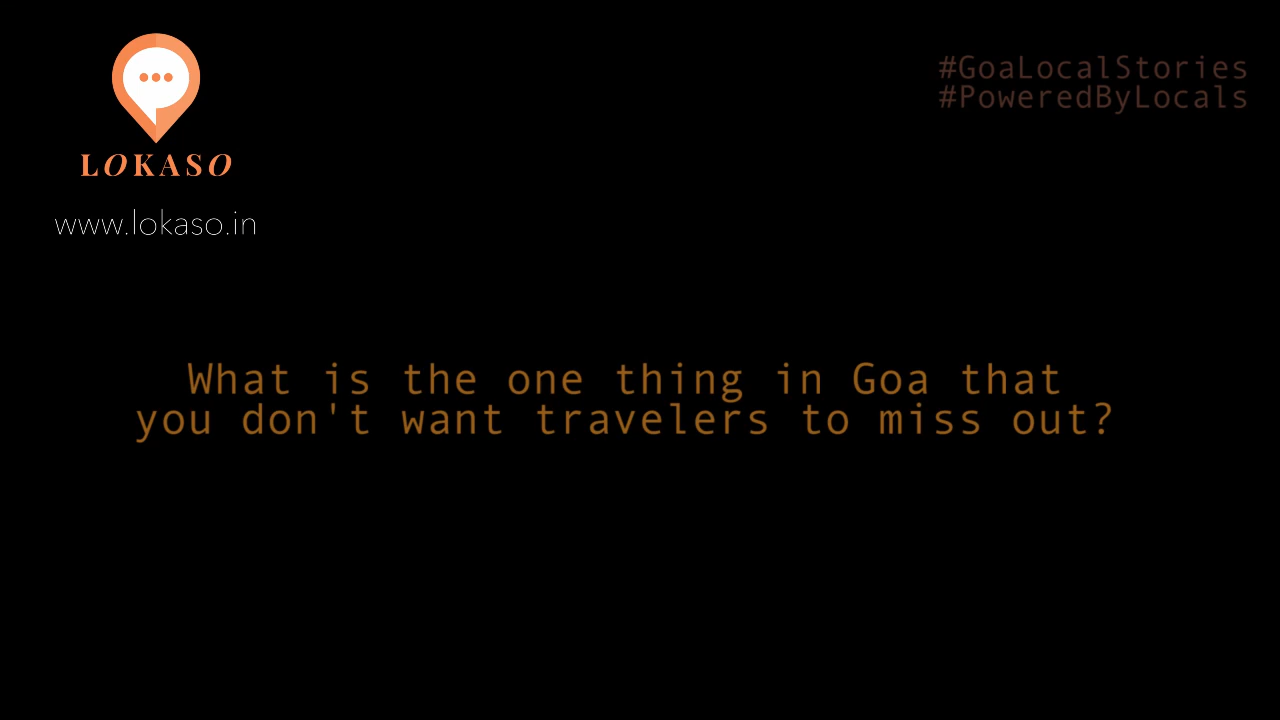 LOKASO
www.lokaso.in
#GoaLocalStories
#PoweredByLocals
What is the one thing in Goa that
you don't want travelers to miss out?